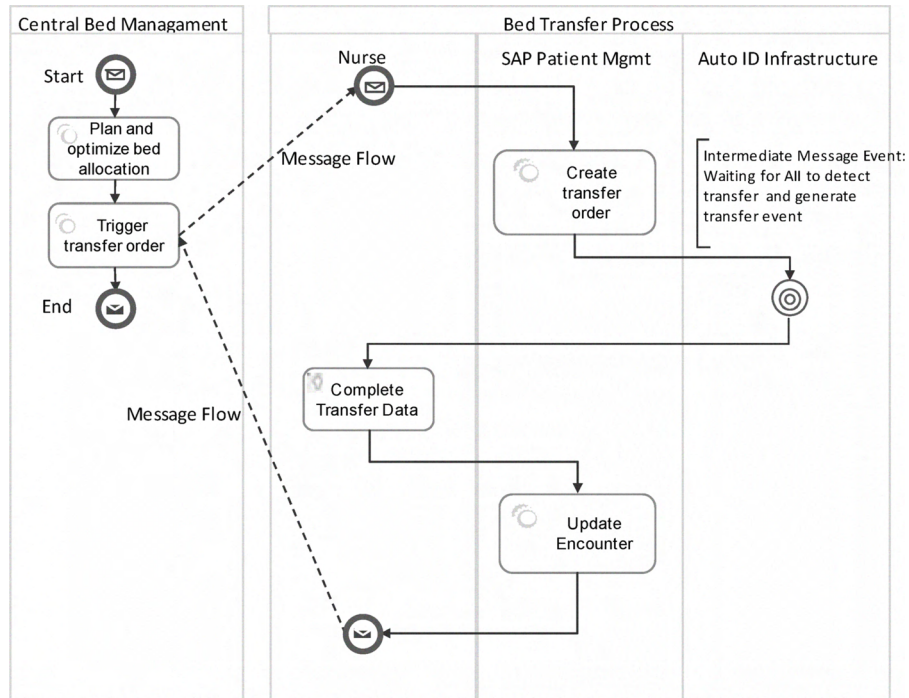 Central Bed Managament
Bed Transfer Process
Start
Plan and
optimize bed
allocation
Trigger
transfer order
End
Nurse
SAP Patient Mgmt
Auto ID Infrastructure
Message Flow
Create
transfer
order
Intermediate Message Event:
Waiting for AII to detect
transfer and generate
transfer event
Complete
Transfer Data
Message Flow
Update
Encounter